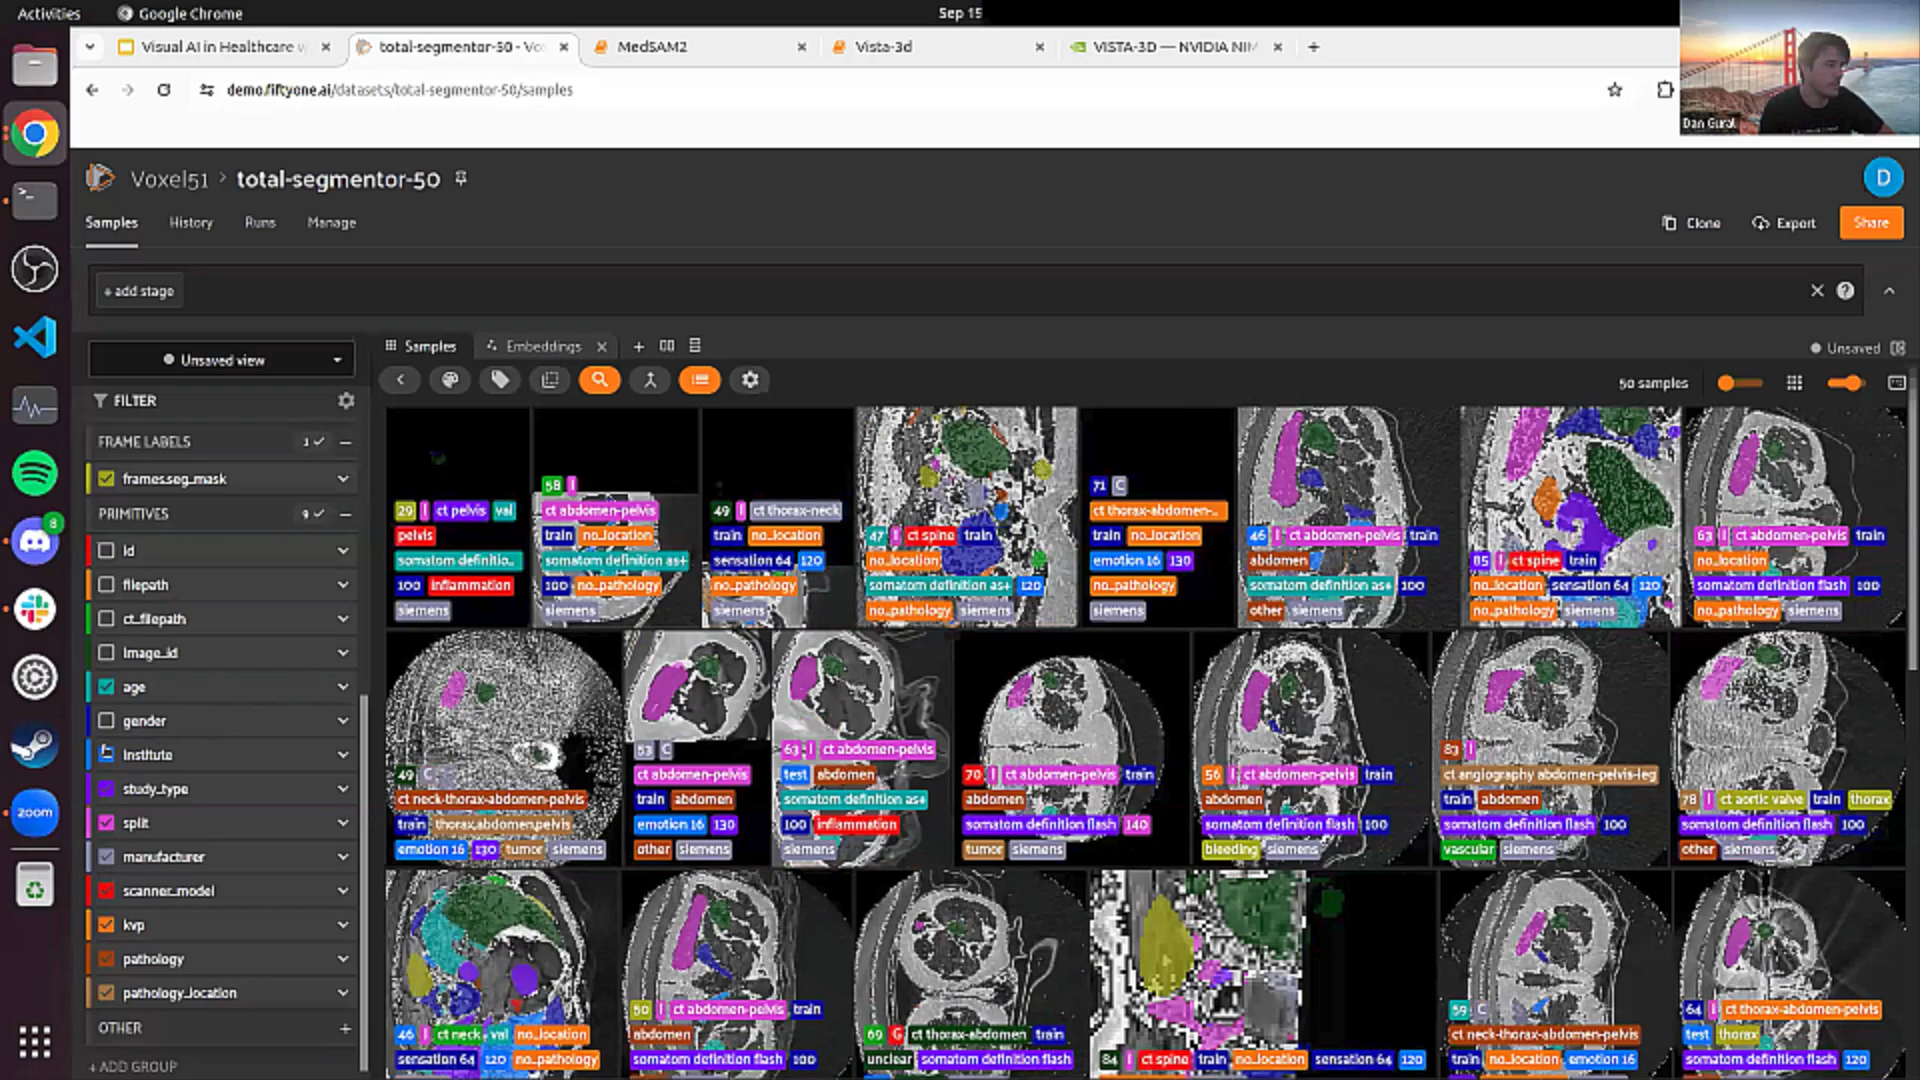 Activities
Google Chrome
Sep 15
Visual AI in Healthcare w
total-segmentor-50 - Vo
MedSAM2
Vista-3d
VISTA-3D — NVIDIA NIM
demo.fiftyone.ai/datasets/total-segmentor-50/samples
Dan Gural
Voxel51 > total-segmentor-50
D
Samples
History
Runs
Manage
Clone
Export
Share
+ add stage
Unsaved view
Samples
Embeddings
Unsaved
FILTER
50 samples
FRAME LABELS
1
frames.seg_mask
PRIMITIVES
9
id
filepath
ct_filepath
image_id
age
gender
institute
study_type
split
manufacturer
scanner_model
kvp
pathology
pathology_location
OTHER
+ ADD GROUP
8
zoom
29 I ct pelvis val
pelvis
somatom definitio...
100 inflammation
siemens
58 I
ct abdomen-pelvis
train no_location
somatom definition as+
100 no_pathology
siemens
49 I ct thorax-neck
train no_location
sensation 64 120
no_pathology
siemens
47 I ct spine train
no_location
somatom definition as+ 120
no_pathology siemens
71 C
ct thorax-abdomen-...
train no_location
emotion 16 130
no_pathology
siemens
46 I ct abdomen-pelvis train
abdomen
somatom definition as+ 100
other siemens
85 I ct spine train
no_location sensation 64 120
no_pathology siemens
63 I ct abdomen-pelvis train
no_location
somatom definition flash 100
no_pathology siemens
49 C
ct neck-thorax-abdomen-pelvis
train thorax,abdomen,pelvis
emotion 16 130 tumor siemens
53 C
ct abdomen-pelvis
train abdomen
emotion 16 130
other siemens
63 I ct abdomen-pelvis
test abdomen
somatom definition as+
100 inflammation
siemens
70 I ct abdomen-pelvis train
abdomen
somatom definition flash 140
tumor siemens
56 I ct abdomen-pelvis train
abdomen
somatom definition flash 100
bleeding siemens
83 I
ct angiography abdomen-pelvis-leg
train abdomen
somatom definition flash 100
vascular siemens
78 I ct aortic valve train thorax
somatom definition flash 100
other siemens
46 I ct neck val no_location
sensation 64 120 no_pathology
50 I ct abdomen-pelvis train
abdomen
somatom definition flash 100
69 G ct thorax-abdomen train
unclear somatom definition flash
84 I ct spine train no_location sensation 64 120
59 C
ct neck-thorax-abdomen-pelvis
train no_location emotion 16
64 I ct thorax-abdomen-pelvis
test thorax
somatom definition flash 120